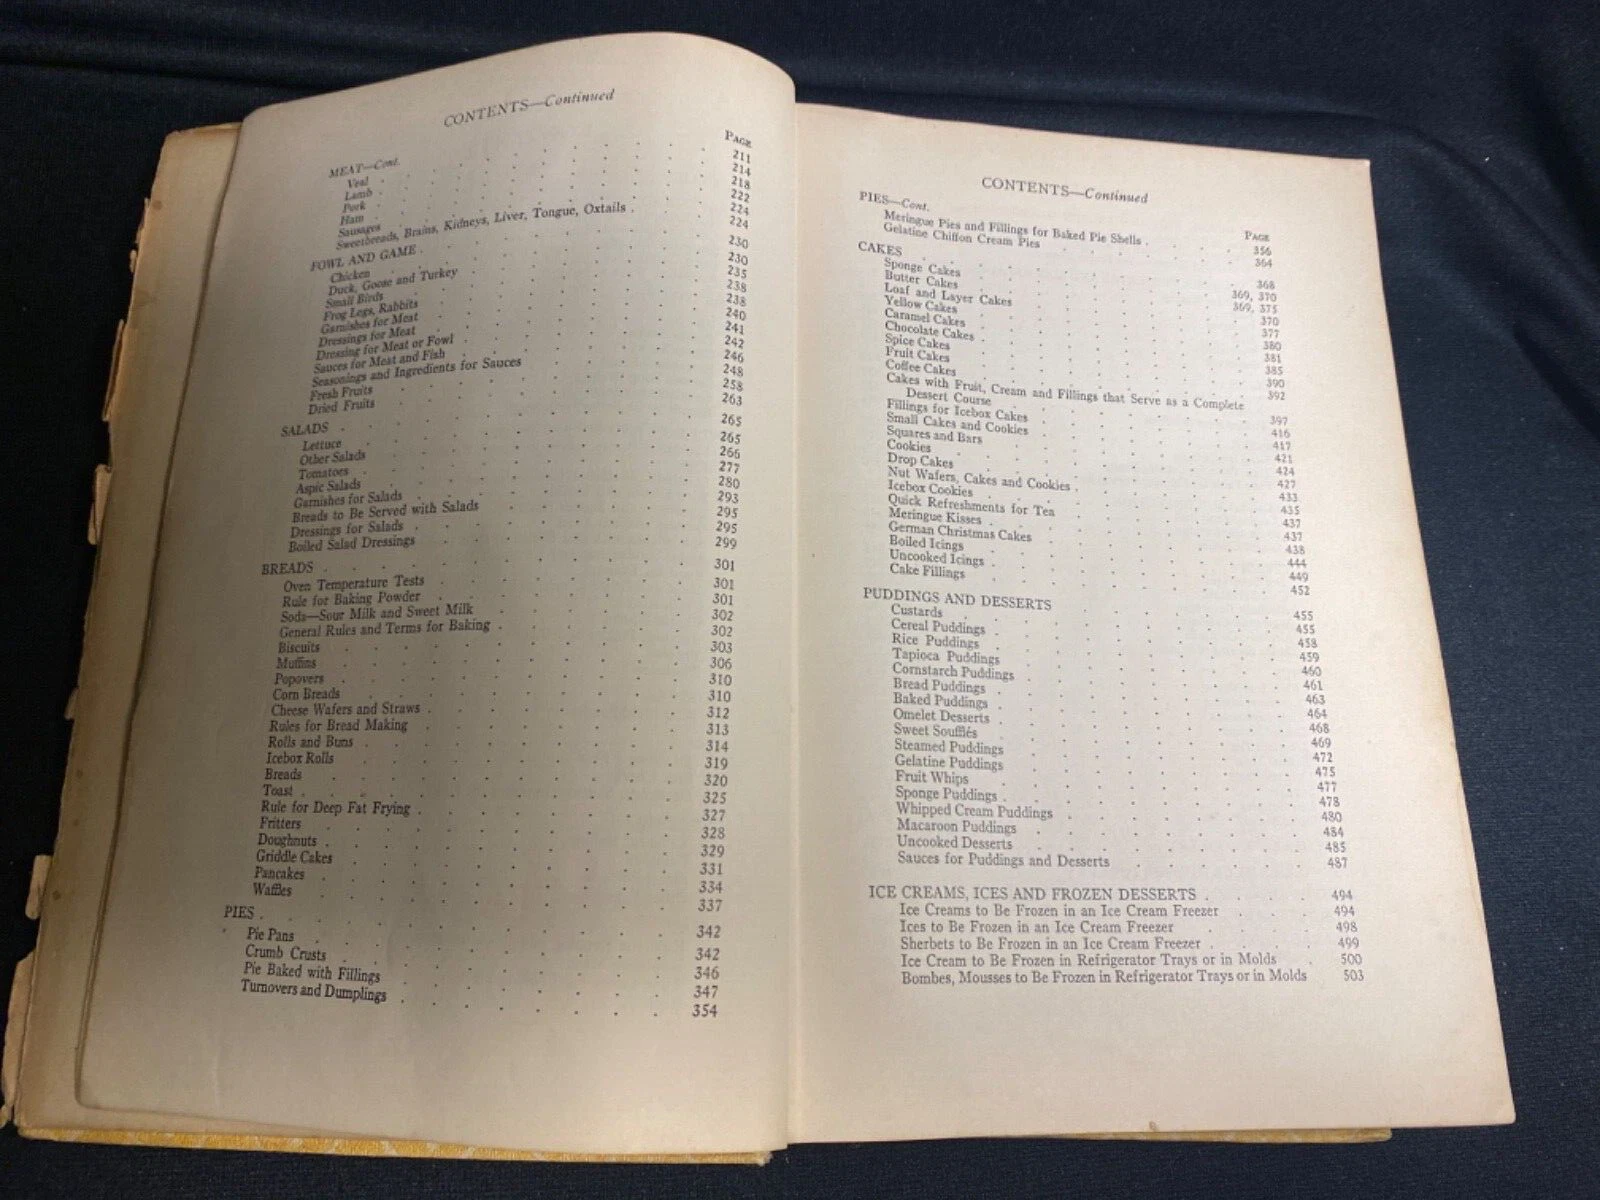 CONTENTS—Continued
PAGE
MEAT—Cont.
Veal . 211
Lamb . 214
Pork . 218
Ham . 222
Sausages . 224
Sweetbreads, Brains, Kidneys, Liver, Tongue, Oxtails . 224
FOWL AND GAME . 230
Chicken . 230
Duck, Goose and Turkey . 235
Small Birds . 238
Frog Legs, Rabbits . 238
Garnishes for Meat . 240
Dressings for Meat . 241
Dressing for Meat or Fowl . 242
Sauces for Meat and Fish . 246
Seasonings and Ingredients for Sauces . 248
Fresh Fruits . 258
Dried Fruits . 263
SALADS . 265
Lettuce . 265
Other Salads . 266
Tomatoes . 277
Aspic Salads . 280
Garnishes for Salads . 293
Breads to Be Served with Salads . 295
Dressings for Salads . 295
Boiled Salad Dressings . 299
BREADS . 301
Oven Temperature Tests . 301
Rule for Baking Powder . 301
Soda—Sour Milk and Sweet Milk . 302
General Rules and Terms for Baking . 302
Biscuits . 303
Muffins . 306
Popovers . 310
Corn Breads . 310
Cheese Wafers and Straws . 312
Rules for Bread Making . 313
Rolls and Buns . 314
Icebox Rolls . 319
Breads . 320
Toast . 325
Rule for Deep Fat Frying . 327
Fritters . 328
Doughnuts . 329
Griddle Cakes . 331
Pancakes . 334
Waffles . 337
PIES . 342
Pie Pans . 342
Crumb Crusts . 346
Pie Baked with Fillings . 347
Turnovers and Dumplings . 354
CONTENTS—Continued
PAGE
PIES—Cont.
Meringue Pies and Fillings for Baked Pie Shells . 356
Gelatine Chiffon Cream Pies . 364
CAKES . 368
Sponge Cakes . 369, 370
Butter Cakes . 369, 375
Loaf and Layer Cakes . 370
Yellow Cakes . 377
Caramel Cakes . 380
Chocolate Cakes . 381
Spice Cakes . 385
Fruit Cakes . 390
Coffee Cakes . 392
Cakes with Fruit, Cream and Fillings that Serve as a Complete
Dessert Course . 397
Fillings for Icebox Cakes . 416
Small Cakes and Cookies . 417
Squares and Bars . 421
Cookies . 424
Drop Cakes . 427
Nut Wafers, Cakes and Cookies . 433
Icebox Cookies . 435
Quick Refreshments for Tea . 437
Meringue Kisses . 437
German Christmas Cakes . 438
Boiled Icings . 444
Uncooked Icings . 449
Cake Fillings . 452
PUDDINGS AND DESSERTS . 455
Custards . 455
Cereal Puddings . 458
Rice Puddings . 459
Tapioca Puddings . 460
Cornstarch Puddings . 461
Bread Puddings . 463
Baked Puddings . 464
Omelet Desserts . 468
Sweet Soufflés . 469
Steamed Puddings . 472
Gelatine Puddings . 475
Fruit Whips . 477
Sponge Puddings . 478
Whipped Cream Puddings . 480
Macaroon Puddings . 484
Uncooked Desserts . 485
Sauces for Puddings and Desserts . 487
ICE CREAMS, ICES AND FROZEN DESSERTS . 494
Ice Creams to Be Frozen in an Ice Cream Freezer . 494
Ices to Be Frozen in an Ice Cream Freezer . 498
Sherbets to Be Frozen in an Ice Cream Freezer . 499
Ice Cream to Be Frozen in Refrigerator Trays or in Molds . 500
Bombes, Mousses to Be Frozen in Refrigerator Trays or in Molds 503